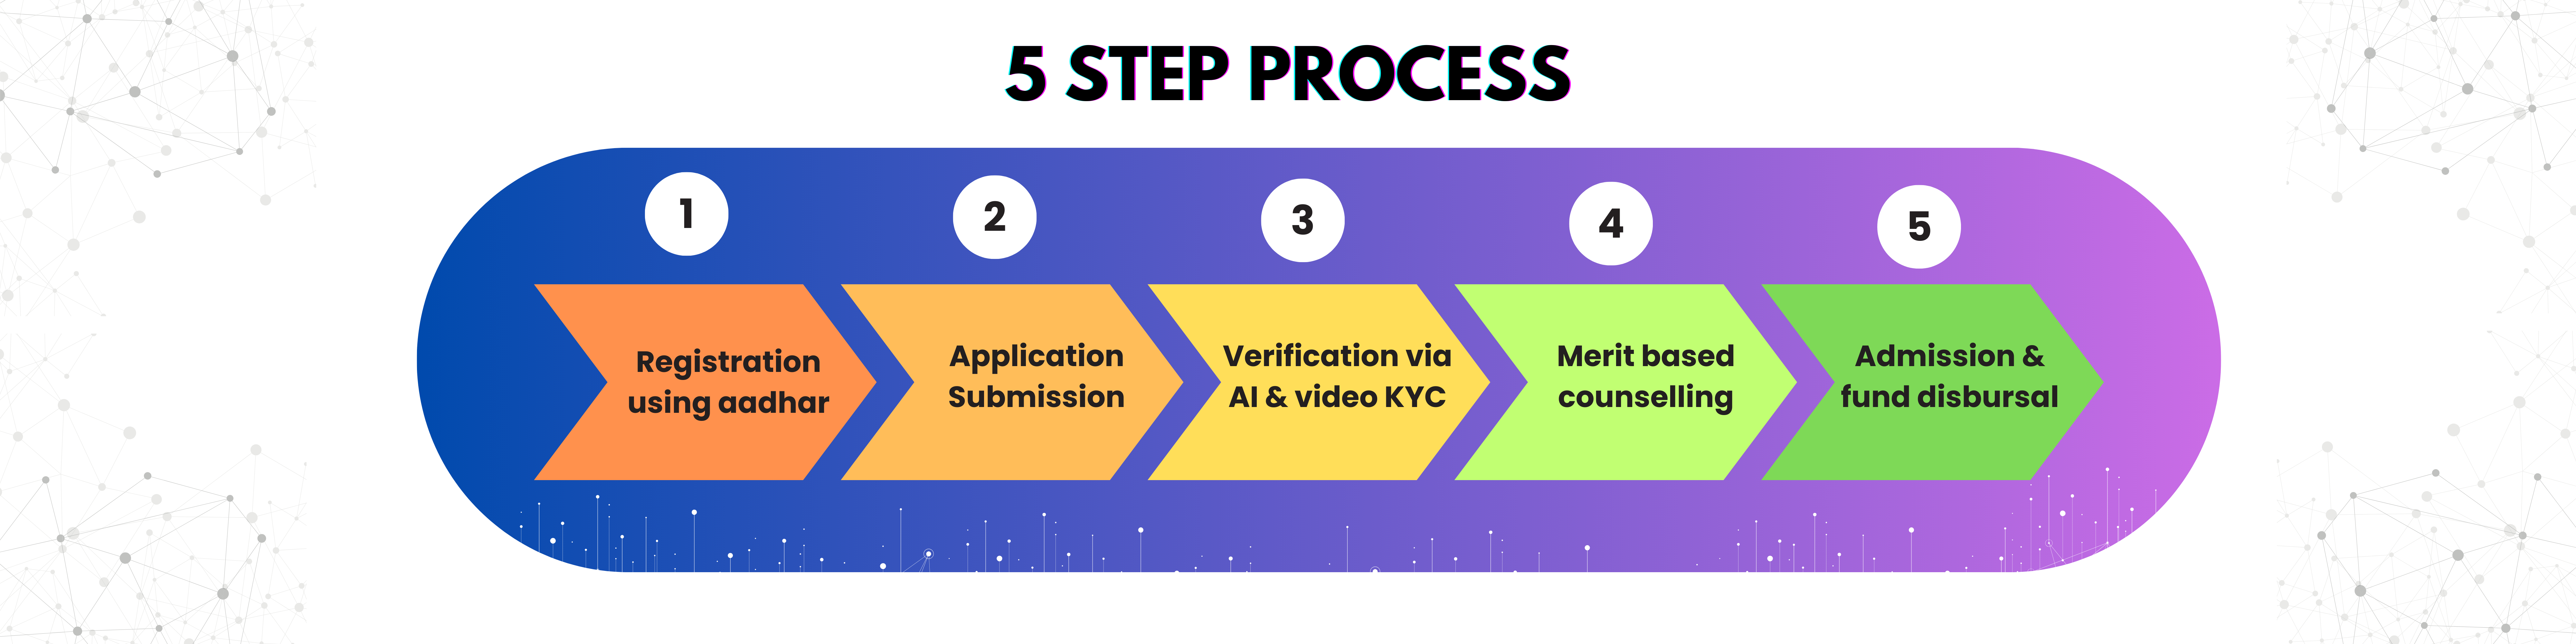 5 STEP PROCESS
1
Registration
using aadhar
2
Application
Submission
3
Verification via
AI & video KYC
4
Merit based
counselling
5
Admission &
fund disbursal